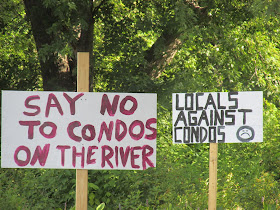 SAY NO
TO CONDOS
ON THE RIVER
LOCALS
AGAINST
CONDOS